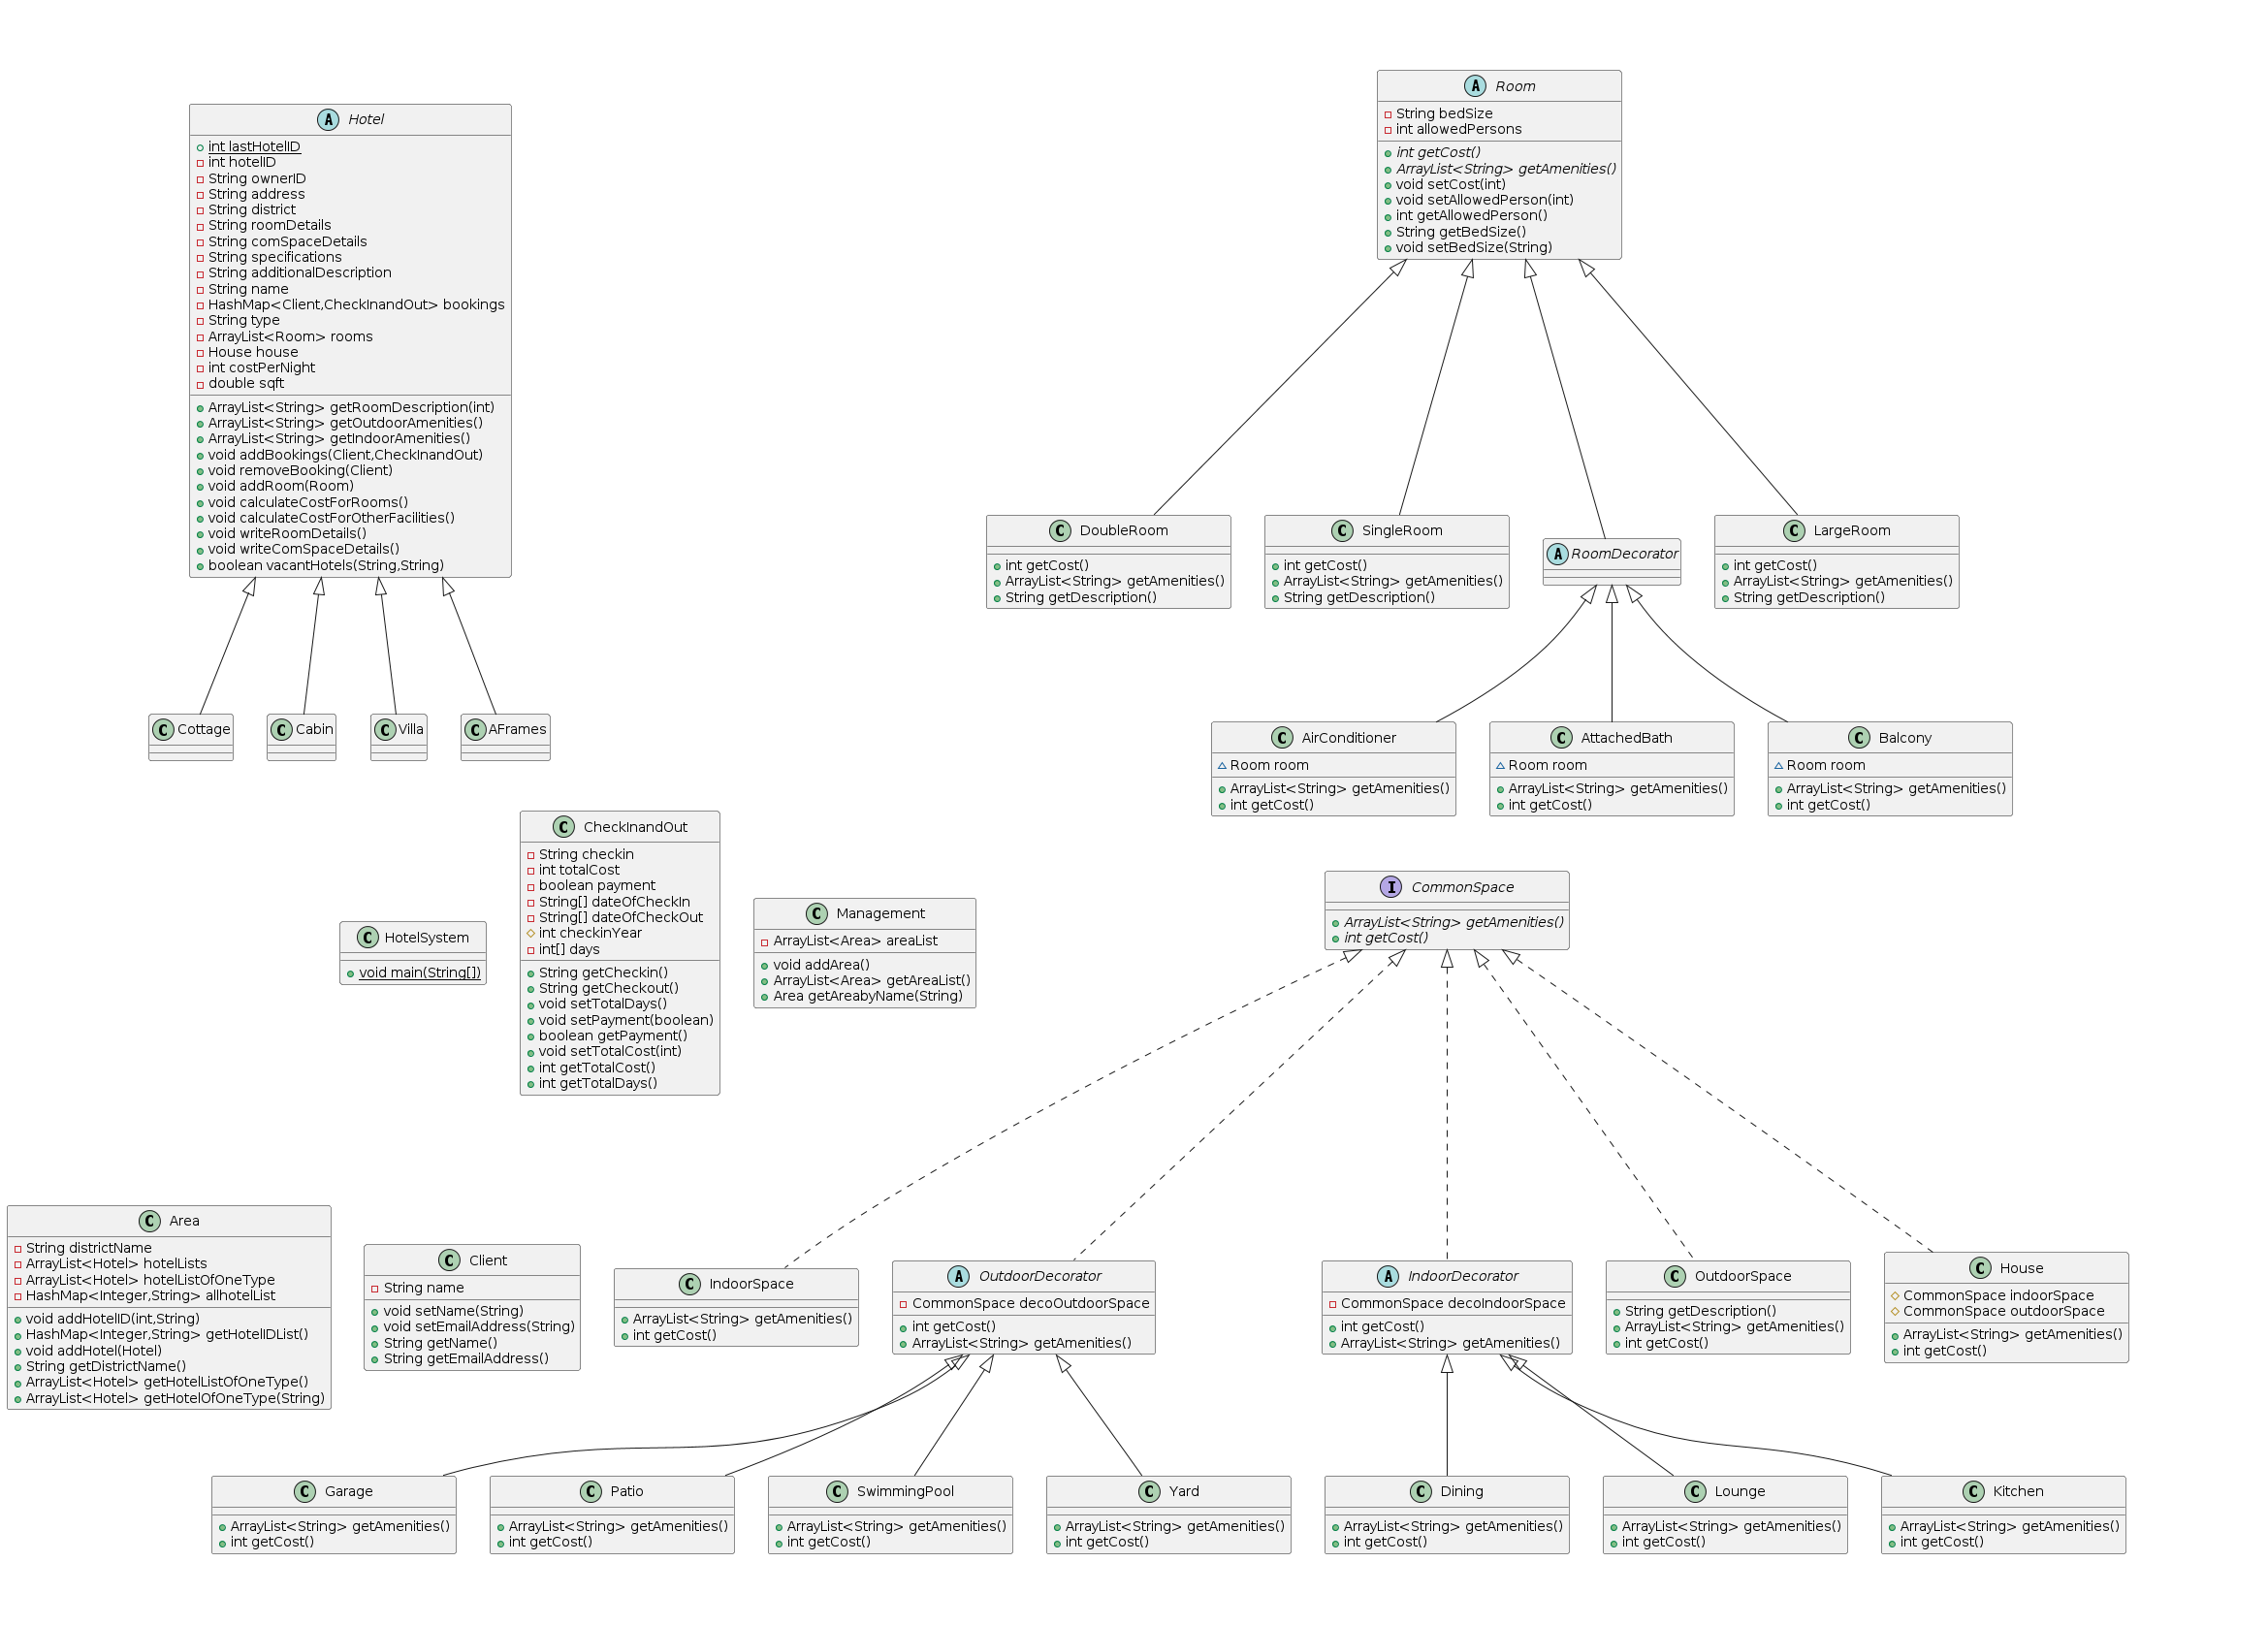 A Hotel
int lastHotelID
int hotelID
String ownerID
String address
String district
String roomDetails
String comSpaceDetails
String specifications
String additionalDescription
String name
HashMap<Client,CheckInandOut> bookings
String type
ArrayList<Room> rooms
House house
int costPerNight
double sqft
ArrayList<String> getRoomDescription(int)
ArrayList<String> getOutdoorAmenities()
ArrayList<String> getIndoorAmenities()
void addBookings(Client,CheckInandOut)
void removeBooking(Client)
void addRoom(Room)
void calculateCostForRooms()
void calculateCostForOtherFacilities()
void writeRoomDetails()
void writeComSpaceDetails()
boolean vacantHotels(String,String)
A Room
String bedSize
int allowedPersons
int getCost()
ArrayList<String> getAmenities()
void setCost(int)
void setAllowedPerson(int)
int getAllowedPerson()
String getBedSize()
void setBedSize(String)
C DoubleRoom
int getCost()
ArrayList<String> getAmenities()
String getDescription()
C SingleRoom
int getCost()
ArrayList<String> getAmenities()
String getDescription()
A RoomDecorator
C LargeRoom
int getCost()
ArrayList<String> getAmenities()
String getDescription()
C Cottage
C Cabin
C Villa
C AFrames
C AirConditioner
Room room
ArrayList<String> getAmenities()
int getCost()
C AttachedBath
Room room
ArrayList<String> getAmenities()
int getCost()
C Balcony
Room room
ArrayList<String> getAmenities()
int getCost()
C HotelSystem
void main(String[])
C CheckInandOut
String checkin
int totalCost
boolean payment
String[] dateOfCheckIn
String[] dateOfCheckOut
int checkinYear
int[] days
String getCheckin()
String getCheckout()
void setTotalDays()
void setPayment(boolean)
boolean getPayment()
void setTotalCost(int)
int getTotalCost()
int getTotalDays()
C Management
ArrayList<Area> areaList
void addArea()
ArrayList<Area> getAreaList()
Area getAreabyName(String)
I CommonSpace
ArrayList<String> getAmenities()
int getCost()
C Area
String districtName
ArrayList<Hotel> hotelLists
ArrayList<Hotel> hotelListOfOneType
HashMap<Integer,String> allhotelList
void addHotelID(int,String)
HashMap<Integer,String> getHotelIDList()
void addHotel(Hotel)
String getDistrictName()
ArrayList<Hotel> getHotelListOfOneType()
ArrayList<Hotel> getHotelOfOneType(String)
C Client
String name
void setName(String)
void setEmailAddress(String)
String getName()
String getEmailAddress()
C IndoorSpace
ArrayList<String> getAmenities()
int getCost()
A OutdoorDecorator
CommonSpace decoOutdoorSpace
int getCost()
ArrayList<String> getAmenities()
A IndoorDecorator
CommonSpace decoIndoorSpace
int getCost()
ArrayList<String> getAmenities()
C OutdoorSpace
String getDescription()
ArrayList<String> getAmenities()
int getCost()
C House
CommonSpace indoorSpace
CommonSpace outdoorSpace
ArrayList<String> getAmenities()
int getCost()
C Garage
ArrayList<String> getAmenities()
int getCost()
C Patio
ArrayList<String> getAmenities()
int getCost()
C SwimmingPool
ArrayList<String> getAmenities()
int getCost()
C Yard
ArrayList<String> getAmenities()
int getCost()
C Dining
ArrayList<String> getAmenities()
int getCost()
C Lounge
ArrayList<String> getAmenities()
int getCost()
C Kitchen
ArrayList<String> getAmenities()
int getCost()